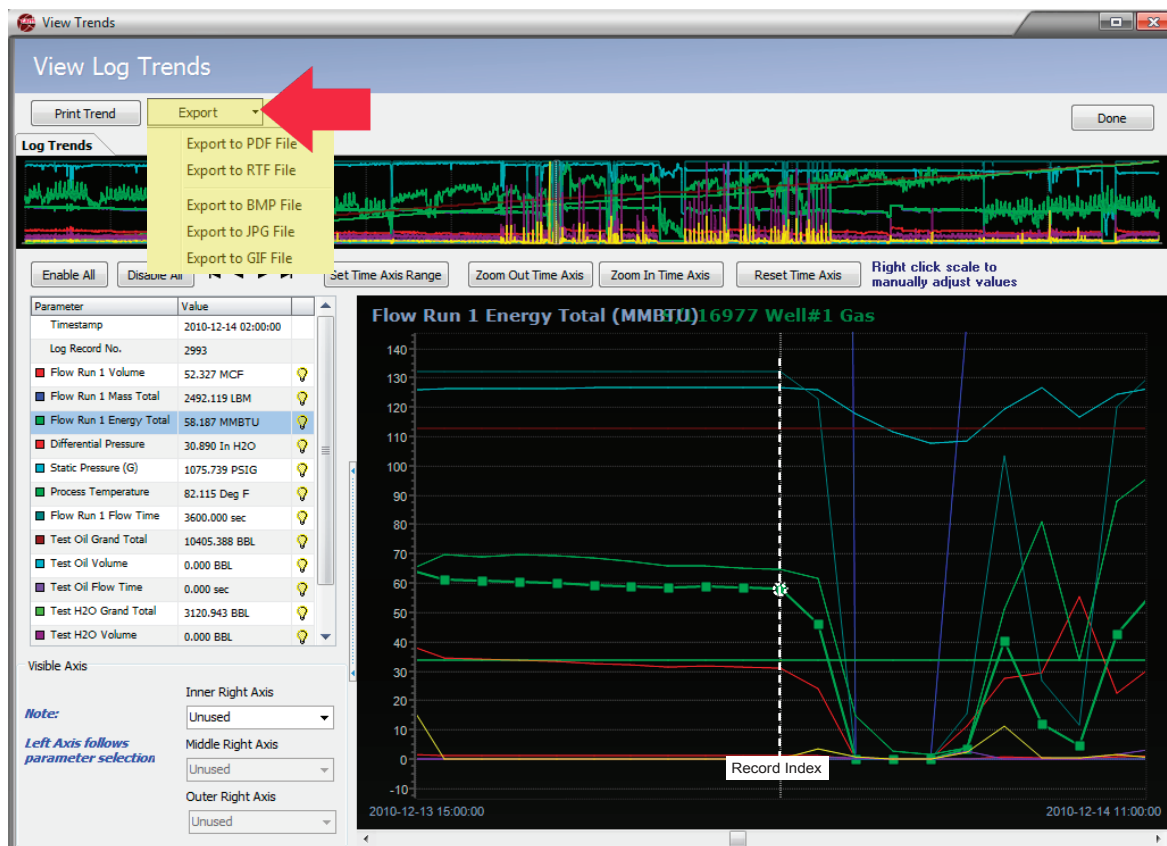 View Trends
View Log Trends
Print Trend
Export
Done
Export to PDF File
Export to RTF File
Export to BMP File
Export to JPG File
Export to GIF File
Log Trends
Enable All
Disable All
Set Time Axis Range
Zoom Out Time Axis
Zoom In Time Axis
Reset Time Axis
Right click scale to
manually adjust values
Parameter Value
Timestamp 2010-12-14 02:00:00
Log Record No. 2993
Flow Run 1 Volume 52.327 MCF
Flow Run 1 Mass Total 2492.119 LBM
Flow Run 1 Energy Total 58.187 MMBTU
Differential Pressure 30.890 In H2O
Static Pressure (G) 1075.739 PSIG
Process Temperature 82.115 Deg F
Flow Run 1 Flow Time 3600.000 sec
Test Oil Grand Total 10405.388 BBL
Test Oil Volume 0.000 BBL
Test Oil Flow Time 0.000 sec
Test H2O Grand Total 3120.943 BBL
Test H2O Volume 0.000 BBL
Visible Axis
Note:
Left Axis follows
parameter selection
Inner Right Axis
Unused
Middle Right Axis
Unused
Outer Right Axis
Unused
Flow Run 1 Energy Total (MMBTU) 16977 Well#1 Gas
140
130
120
110
100
90
80
70
60
50
40
30
20
10
0
-10
Record Index
2010-12-13 15:00:00
2010-12-14 11:00:00